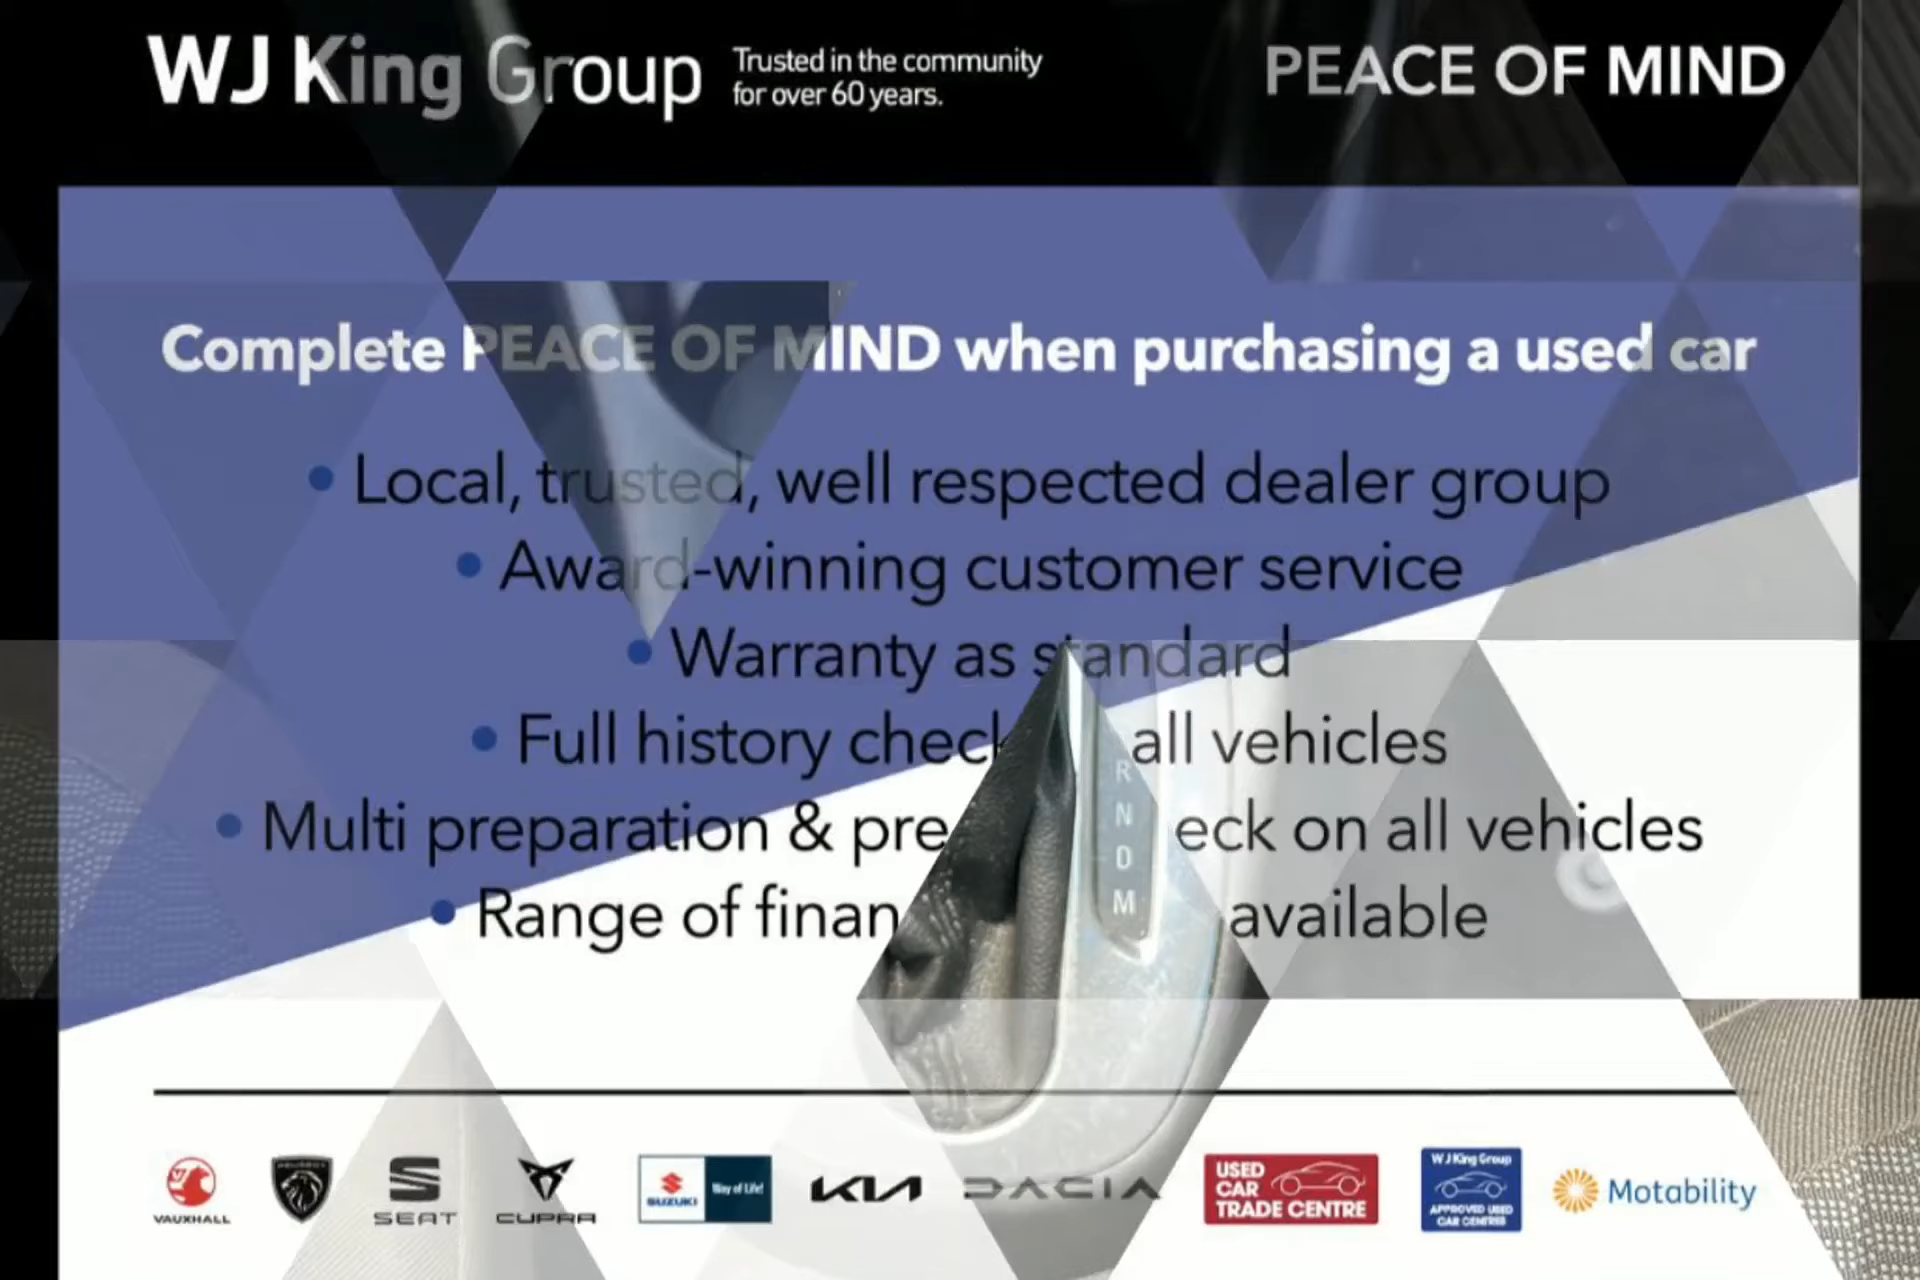 WJ King Group
Trusted in the community
for over 60 years.
PEACE OF MIND
Complete PEACE OF MIND when purchasing a used car
• Local, trusted, well respected dealer group
• Award-winning customer service
• Warranty as standard
• Full history check all vehicles
• Multi preparation & pre eck on all vehicles
• Range of finan available
R
N
D
M
VAUXHALL
PEUGEOT
SEAT
CUPRA
SUZUKI
Way of Life!
KIA
DACIA
USED
CAR
TRADE CENTRE
WJ King Group
APPROVED USED
CAR CENTRES
Motability